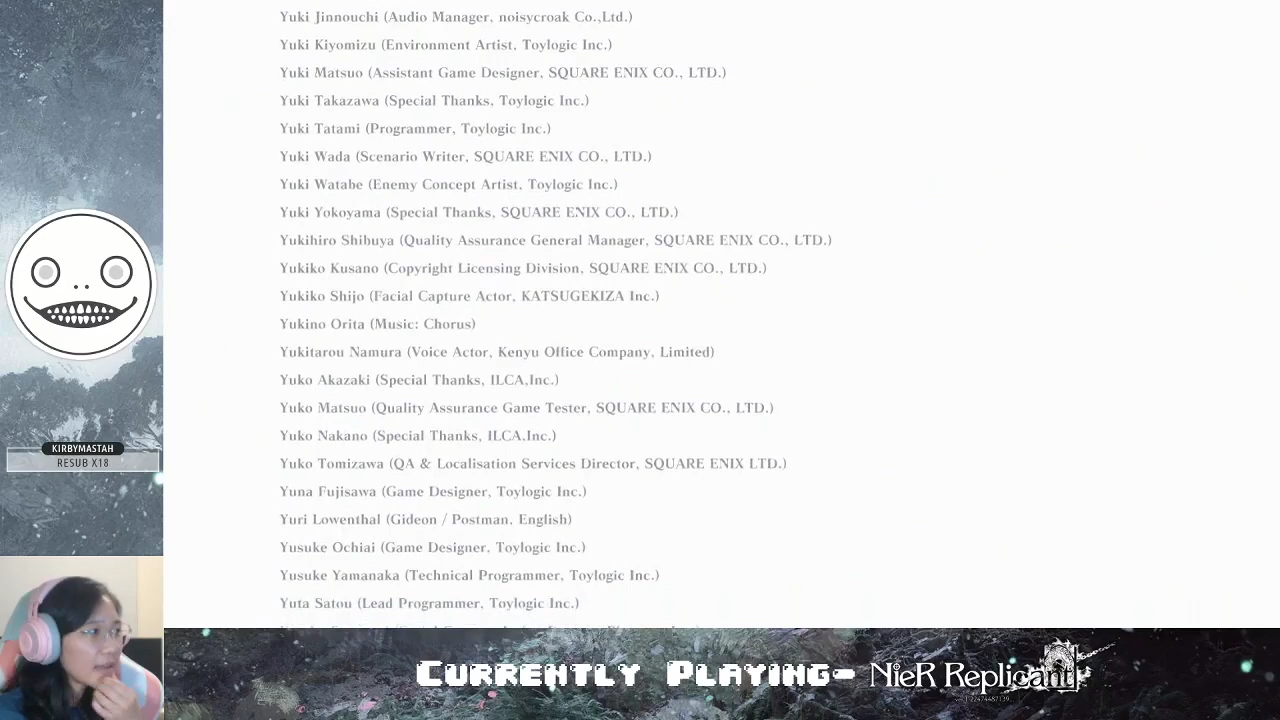 Yuki Jinnouchi (Audio Manager, noisycroak Co.,Ltd.)
Yuki Kiyomizu (Environment Artist, Toylogic Inc.)
Yuki Matsuo (Assistant Game Designer, SQUARE ENIX CO., LTD.)
Yuki Takazawa (Special Thanks, Toylogic Inc.)
Yuki Tatami (Programmer, Toylogic Inc.)
Yuki Wada (Scenario Writer, SQUARE ENIX CO., LTD.)
Yuki Watabe (Enemy Concept Artist, Toylogic Inc.)
Yuki Yokoyama (Special Thanks, SQUARE ENIX CO., LTD.)
Yukihiro Shibuya (Quality Assurance General Manager, SQUARE ENIX CO., LTD.)
Yukiko Kusano (Copyright Licensing Division, SQUARE ENIX CO., LTD.)
Yukiko Shijo (Facial Capture Actor, KATSUGEKIZA Inc.)
Yukino Orita (Music: Chorus)
Yukitarou Namura (Voice Actor, Kenyu Office Company, Limited)
Yuko Akazaki (Special Thanks, ILCA,Inc.)
Yuko Matsuo (Quality Assurance Game Tester, SQUARE ENIX CO., LTD.)
Yuko Nakano (Special Thanks, ILCA,Inc.)
Yuko Tomizawa (QA & Localisation Services Director, SQUARE ENIX LTD.)
Yuna Fujisawa (Game Designer, Toylogic Inc.)
Yuri Lowenthal (Gideon / Postman, English)
Yusuke Ochiai (Game Designer, Toylogic Inc.)
Yusuke Yamanaka (Technical Programmer, Toylogic Inc.)
Yuta Satou (Lead Programmer, Toylogic Inc.)
KIRBYMASTAH
RESUB X18
Currently Playing- NieR Replicant